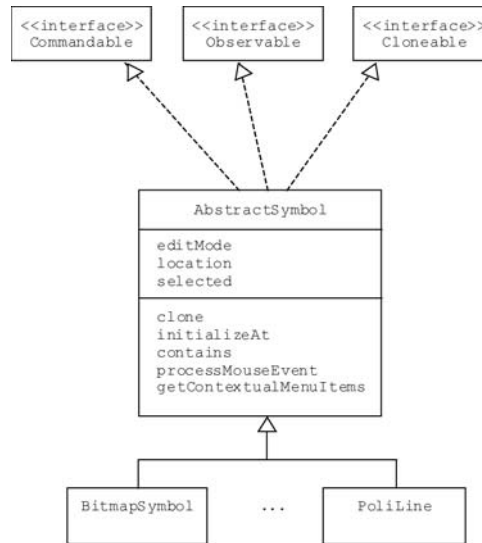 <<interface>>
Commandable
<<interface>>
Observable
<<interface>>
Cloneable
AbstractSymbol
editMode
location
selected
clone
initializeAt
contains
processMouseEvent
getContextualMenuItems
BitmapSymbol
...
PoliLine